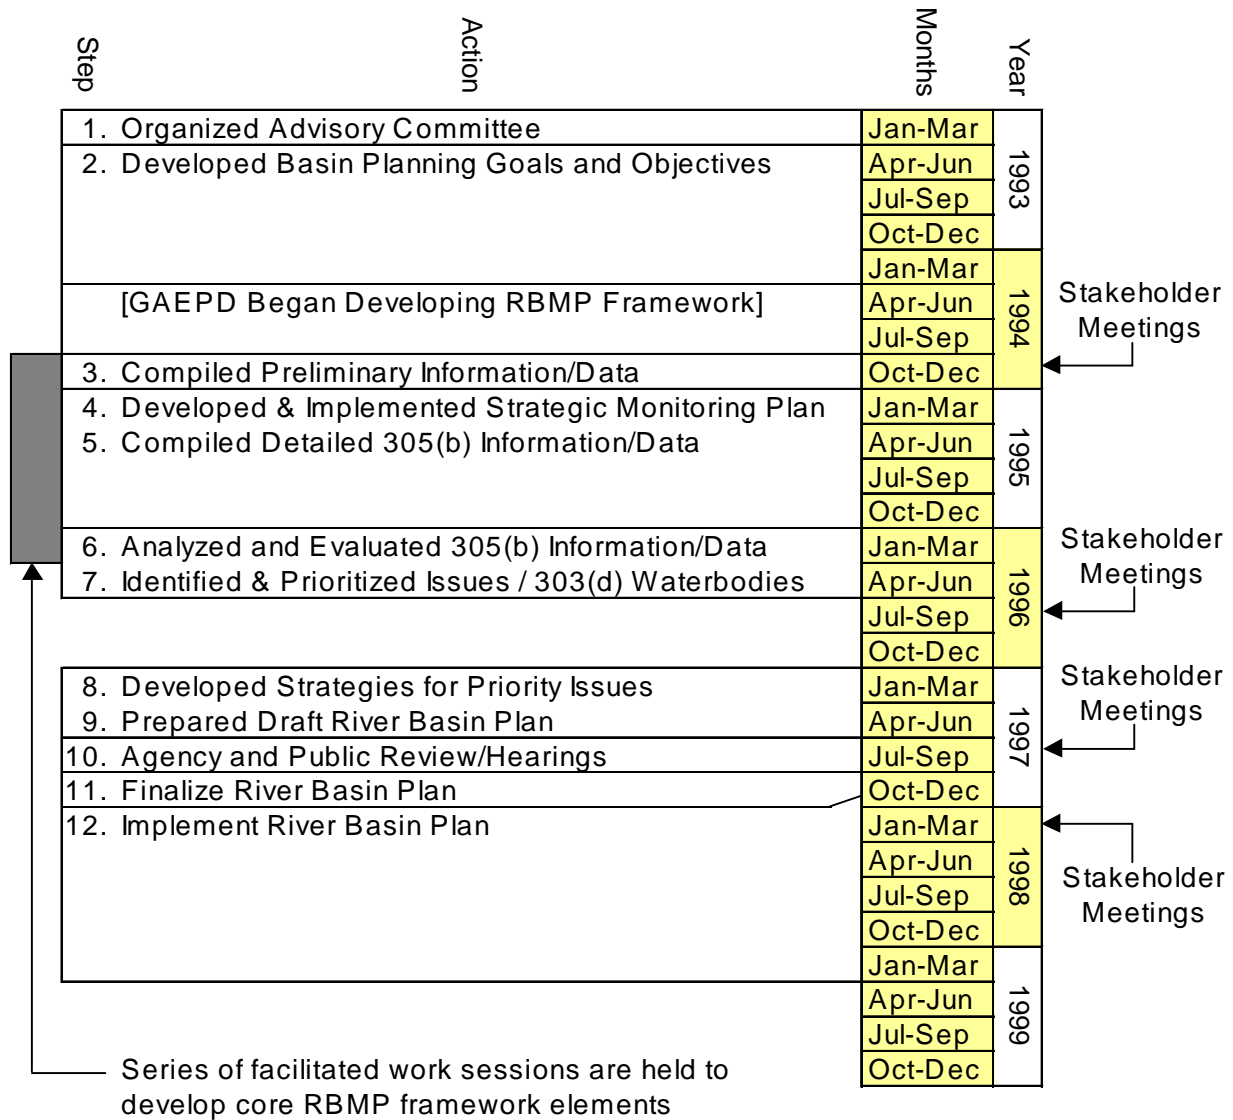 Step
Action
Months
Year
1. Organized Advisory Committee
Jan-Mar
2. Developed Basin Planning Goals and Objectives
Apr-Jun
1993
Jul-Sep
Oct-Dec
Jan-Mar
[GAEPD Began Developing RBMP Framework]
Apr-Jun
1994
Stakeholder
Meetings
Jul-Sep
3. Compiled Preliminary Information/Data
Oct-Dec
4. Developed & Implemented Strategic Monitoring Plan
Jan-Mar
5. Compiled Detailed 305(b) Information/Data
Apr-Jun
1995
Jul-Sep
Oct-Dec
6. Analyzed and Evaluated 305(b) Information/Data
Jan-Mar
Stakeholder
Meetings
7. Identified & Prioritized Issues / 303(d) Waterbodies
Apr-Jun
1996
Jul-Sep
Oct-Dec
8. Developed Strategies for Priority Issues
Jan-Mar
Stakeholder
Meetings
9. Prepared Draft River Basin Plan
Apr-Jun
1997
10. Agency and Public Review/Hearings
Jul-Sep
11. Finalize River Basin Plan
Oct-Dec
12. Implement River Basin Plan
Jan-Mar
Apr-Jun
1998
Stakeholder
Meetings
Jul-Sep
Oct-Dec
Jan-Mar
Apr-Jun
1999
Jul-Sep
Oct-Dec
Series of facilitated work sessions are held to
develop core RBMP framework elements